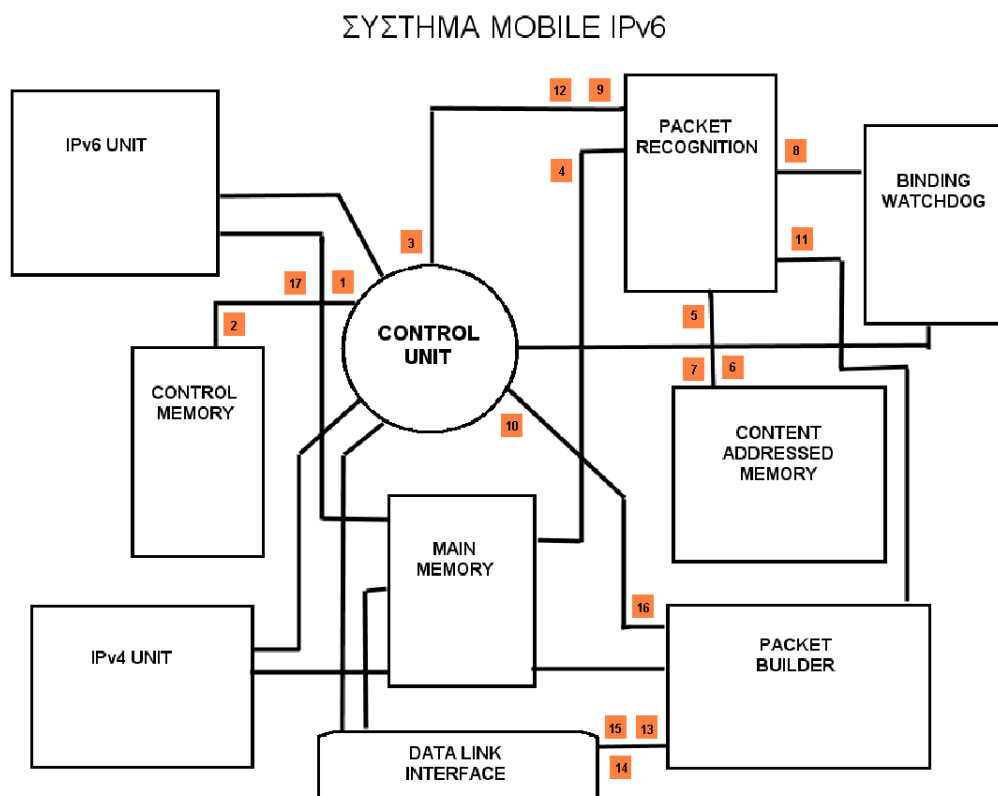 ΣΥΣΤΗΜΑ MOBILE IPv6
12
9
PACKET
RECOGNITION
IPv6 UNIT
4
8
BINDING
WATCHDOG
3
11
17
1
2
5
CONTROL
UNIT
7
6
CONTROL
MEMORY
10
CONTENT
ADDRESSED
MEMORY
MAIN
MEMORY
16
IPv4 UNIT
PACKET
BUILDER
15
13
14
DATA LINK
INTERFACE